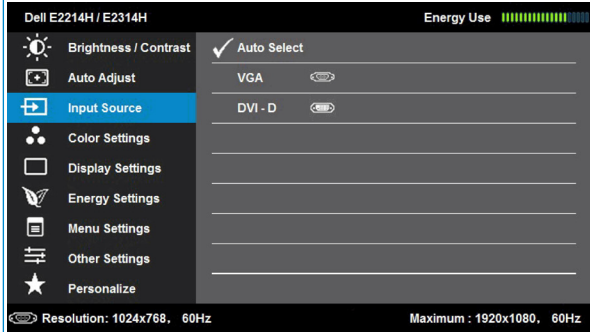 Dell E2214H / E2314H Energy Use
Brightness / Contrast Auto Select
Auto Adjust VGA
Input Source DVI - D
Color Settings
Display Settings
Energy Settings
Menu Settings
Other Settings
Personalize
Resolution: 1024x768, 60Hz Maximum : 1920x1080, 60Hz